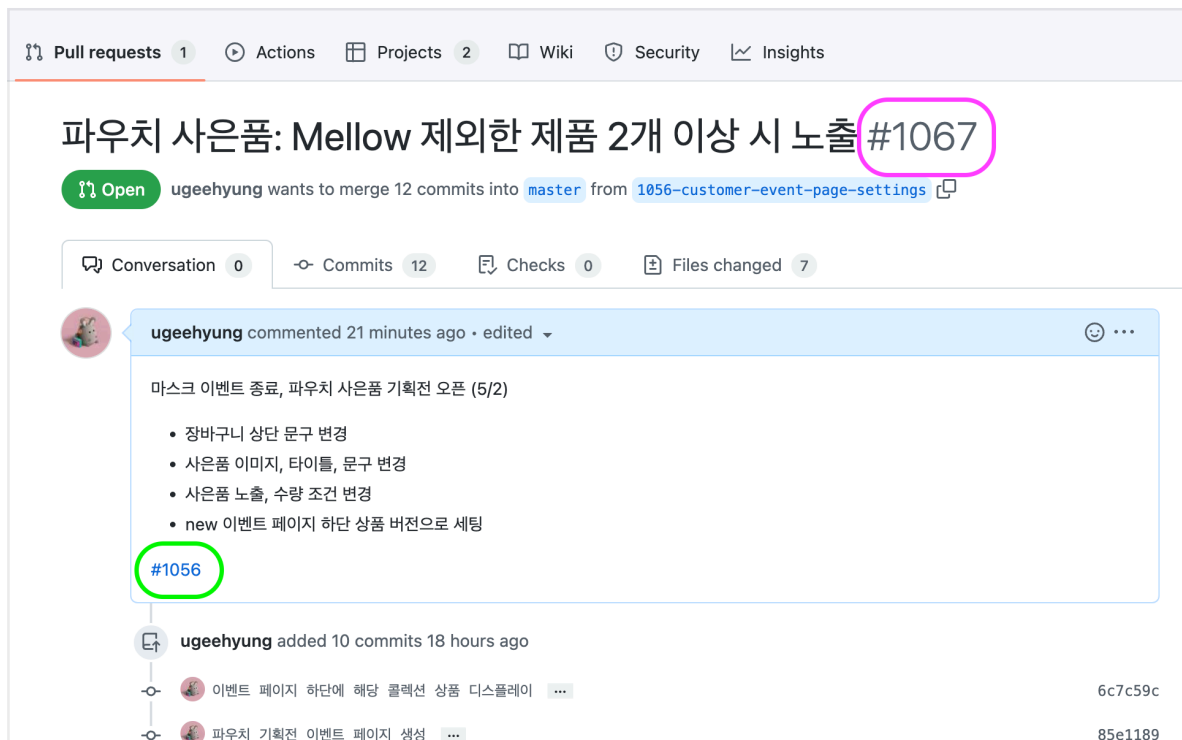 Pull requests 1 Actions Projects 2 Wiki Security Insights
파우치 사은품: Mellow 제외한 제품 2개 이상 시 노출 #1067
Open ugeehyung wants to merge 12 commits into master from 1056-customer-event-page-settings
Conversation 0 Commits 12 Checks 0 Files changed 7
ugeehyung commented 21 minutes ago • edited
마스크 이벤트 종료, 파우치 사은품 기획전 오픈 (5/2)
• 장바구니 상단 문구 변경
• 사은품 이미지, 타이틀, 문구 변경
• 사은품 노출, 수량 조건 변경
• new 이벤트 페이지 하단 상품 버전으로 세팅
#1056
ugeehyung added 10 commits 18 hours ago
이벤트 페이지 하단에 해당 콜렉션 상품 디스플레이 … 6c7c59c
파우치 기획전 이벤트 페이지 생성 … 85e1189